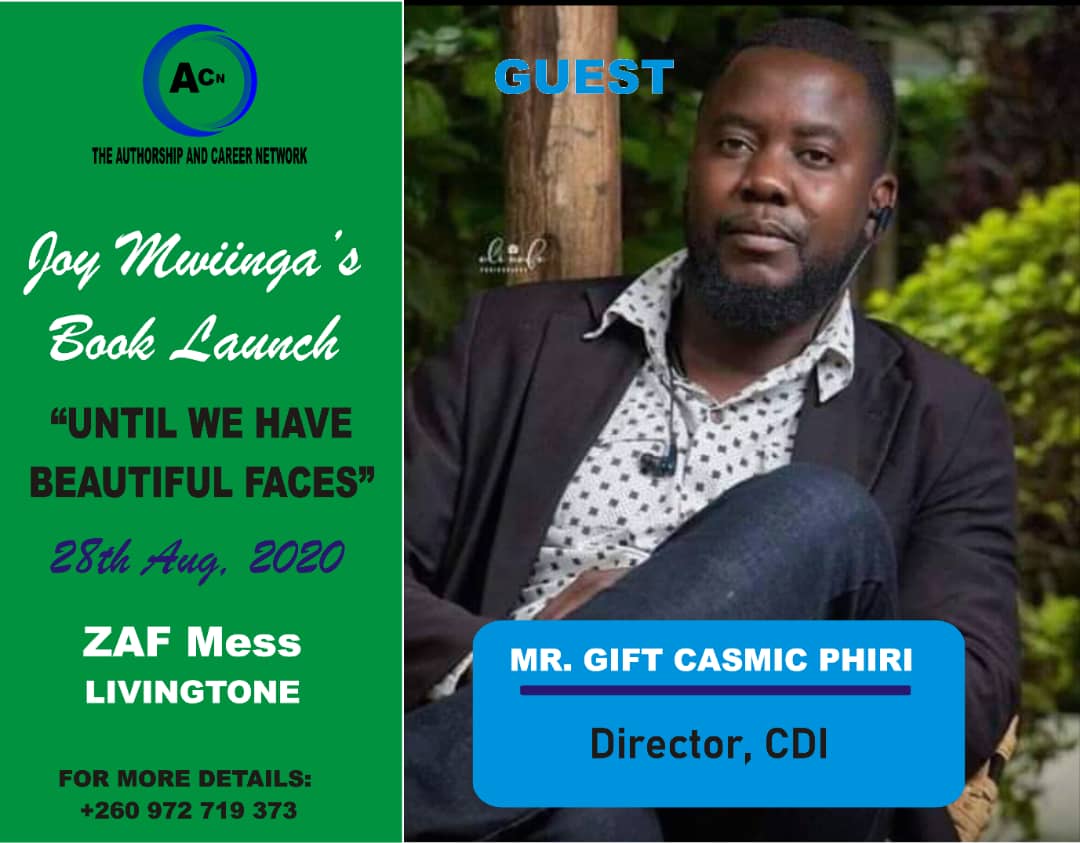 ACN
THE AUTHORSHIP AND CAREER NETWORK
Joy Mwiinga's
Book Launch
“UNTIL WE HAVE
BEAUTIFUL FACES”
28th Aug, 2020
ZAF Mess
LIVINGTONE
FOR MORE DETAILS:
+260 972 719 373
GUEST
PHOTOGRAPHY
MR. GIFT CASMIC PHIRI
Director, CDI